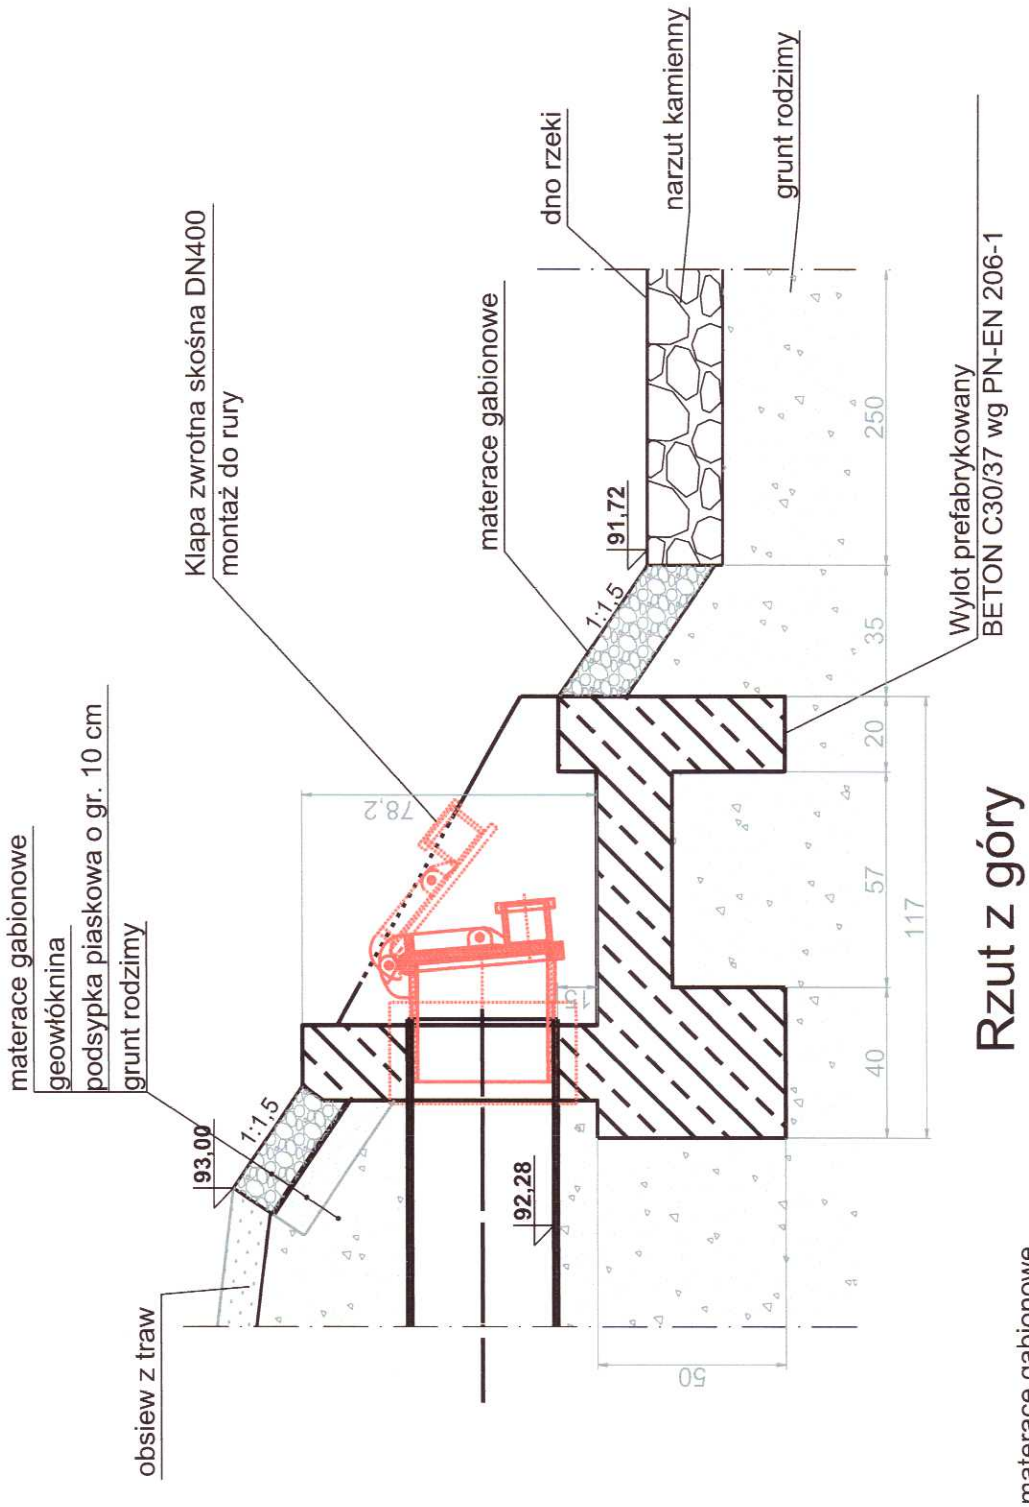 materace gabionowe
geowłóknina
podsypka piaskowa o gr. 10 cm
grunt rodzimy
Klapa zwrotna skośna DN400
montaż do rury
materace gabionowe
dno rzeki
narzut kamienny
grunt rodzimy
obsiew z traw
93,00
1:1,5
92,28
78,2
15
1:1,5
91,72
50
40
57
20
35
250
117
Wylot prefabrykowany
BETON C30/37 wg PN-EN 206-1
Rzut z góry
materace gabionowe